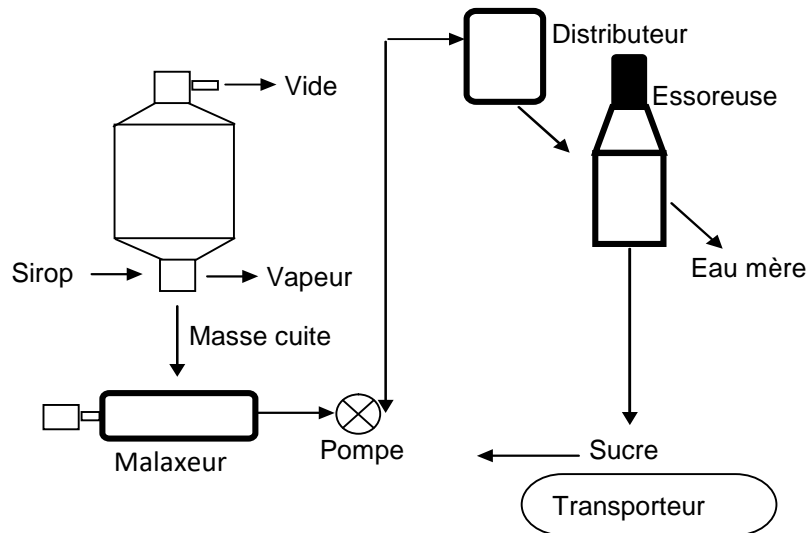 Distributeur
Vide
Essoreuse
Sirop
Vapeur
Eau mère
Masse cuite
Malaxeur
Pompe
Sucre
Transporteur